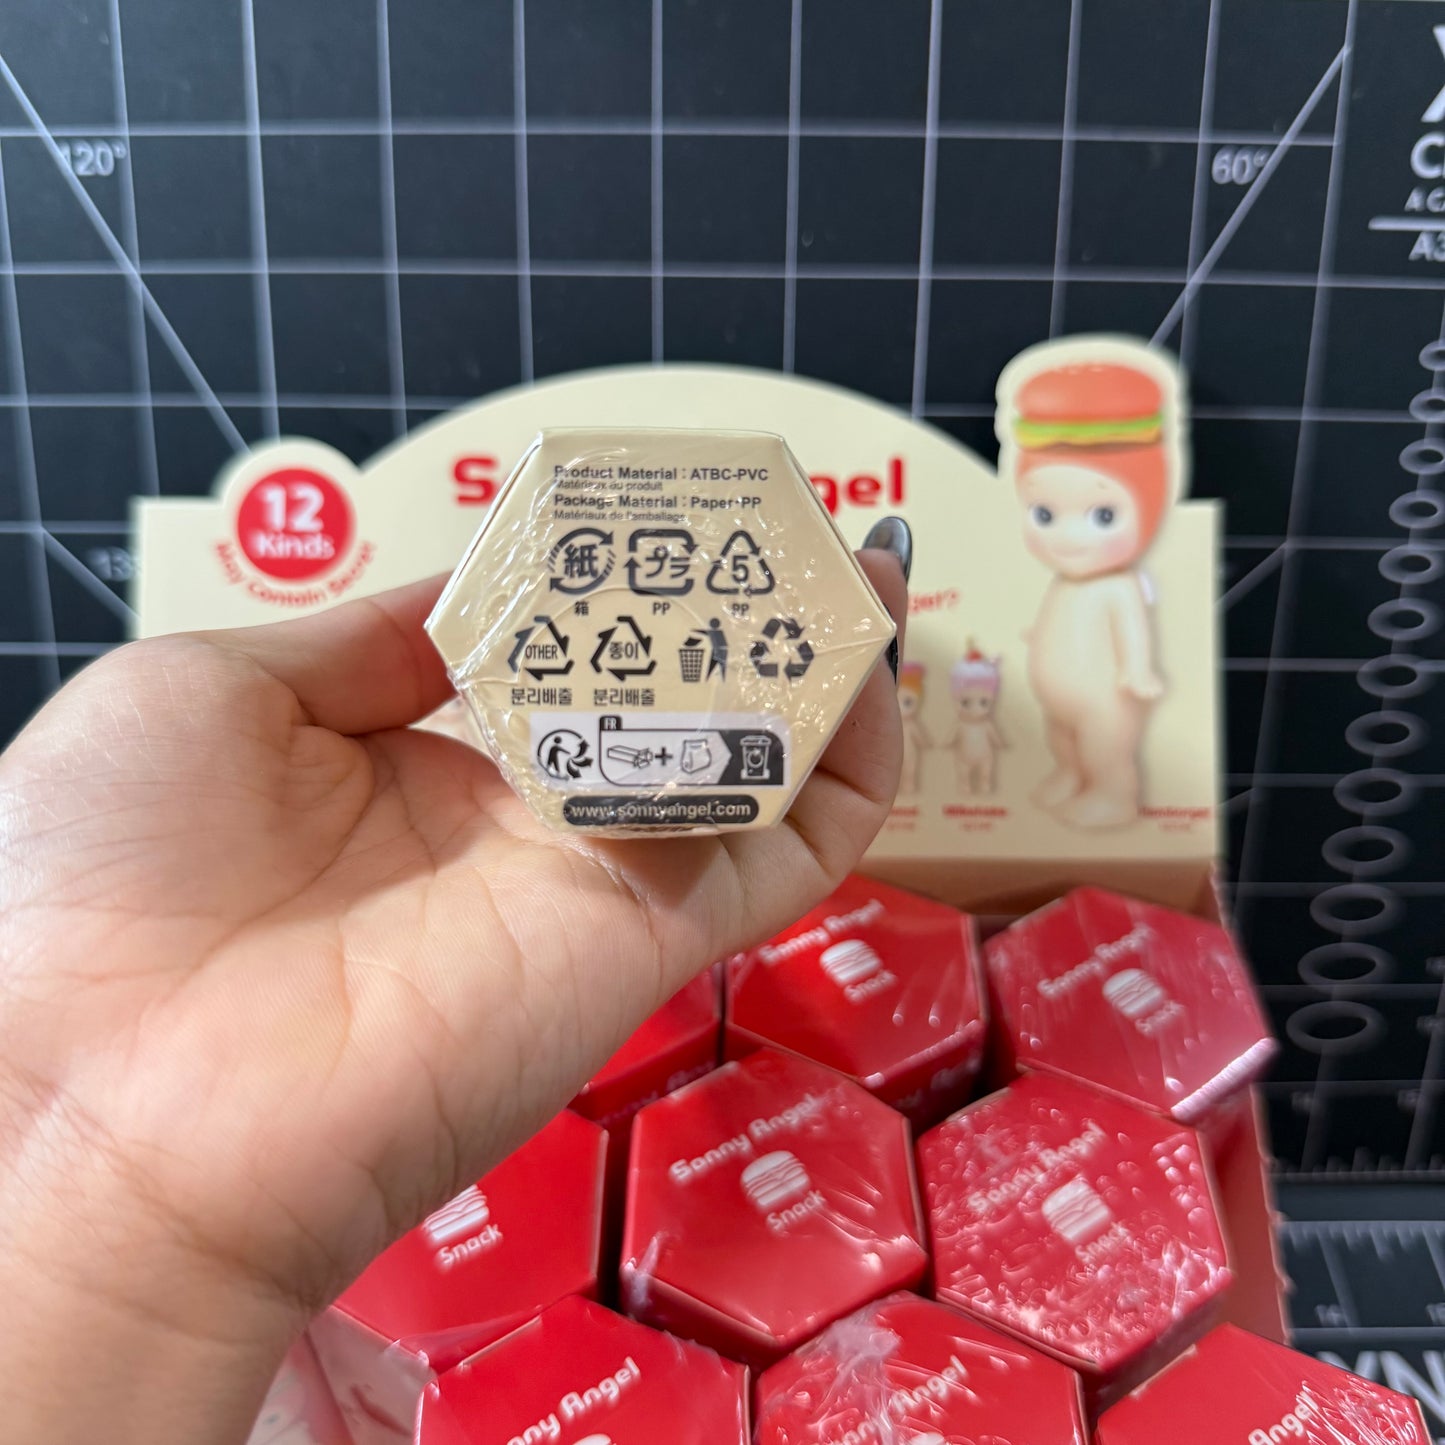 120°
60°
A3
12
Kinds
May Contain Secret
Product Material : ATBC-PVC
Matériaux du produit
Package Material : Paper+PP
Matériaux de l'emballage
紙
プラ
5
箱
PP
PP
OTHER
종이
분리배출
분리배출
FR
www.sonnyangel.com
Milkshake
Sonny Angel
Snack
Sonny Angel
Snack
Sonny Angel
Snack
Sonny Angel
Snack
Snack
Sonny Angel
Angel
Angel